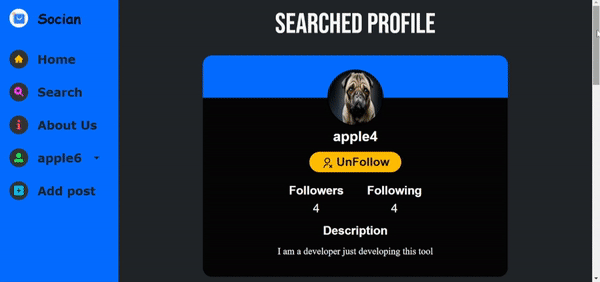 Socian
Home
Search
About Us
apple6
Add post
SEARCHED PROFILE
apple4
UnFollow
Followers Following
4 4
Description
I am a developer just developing this tool